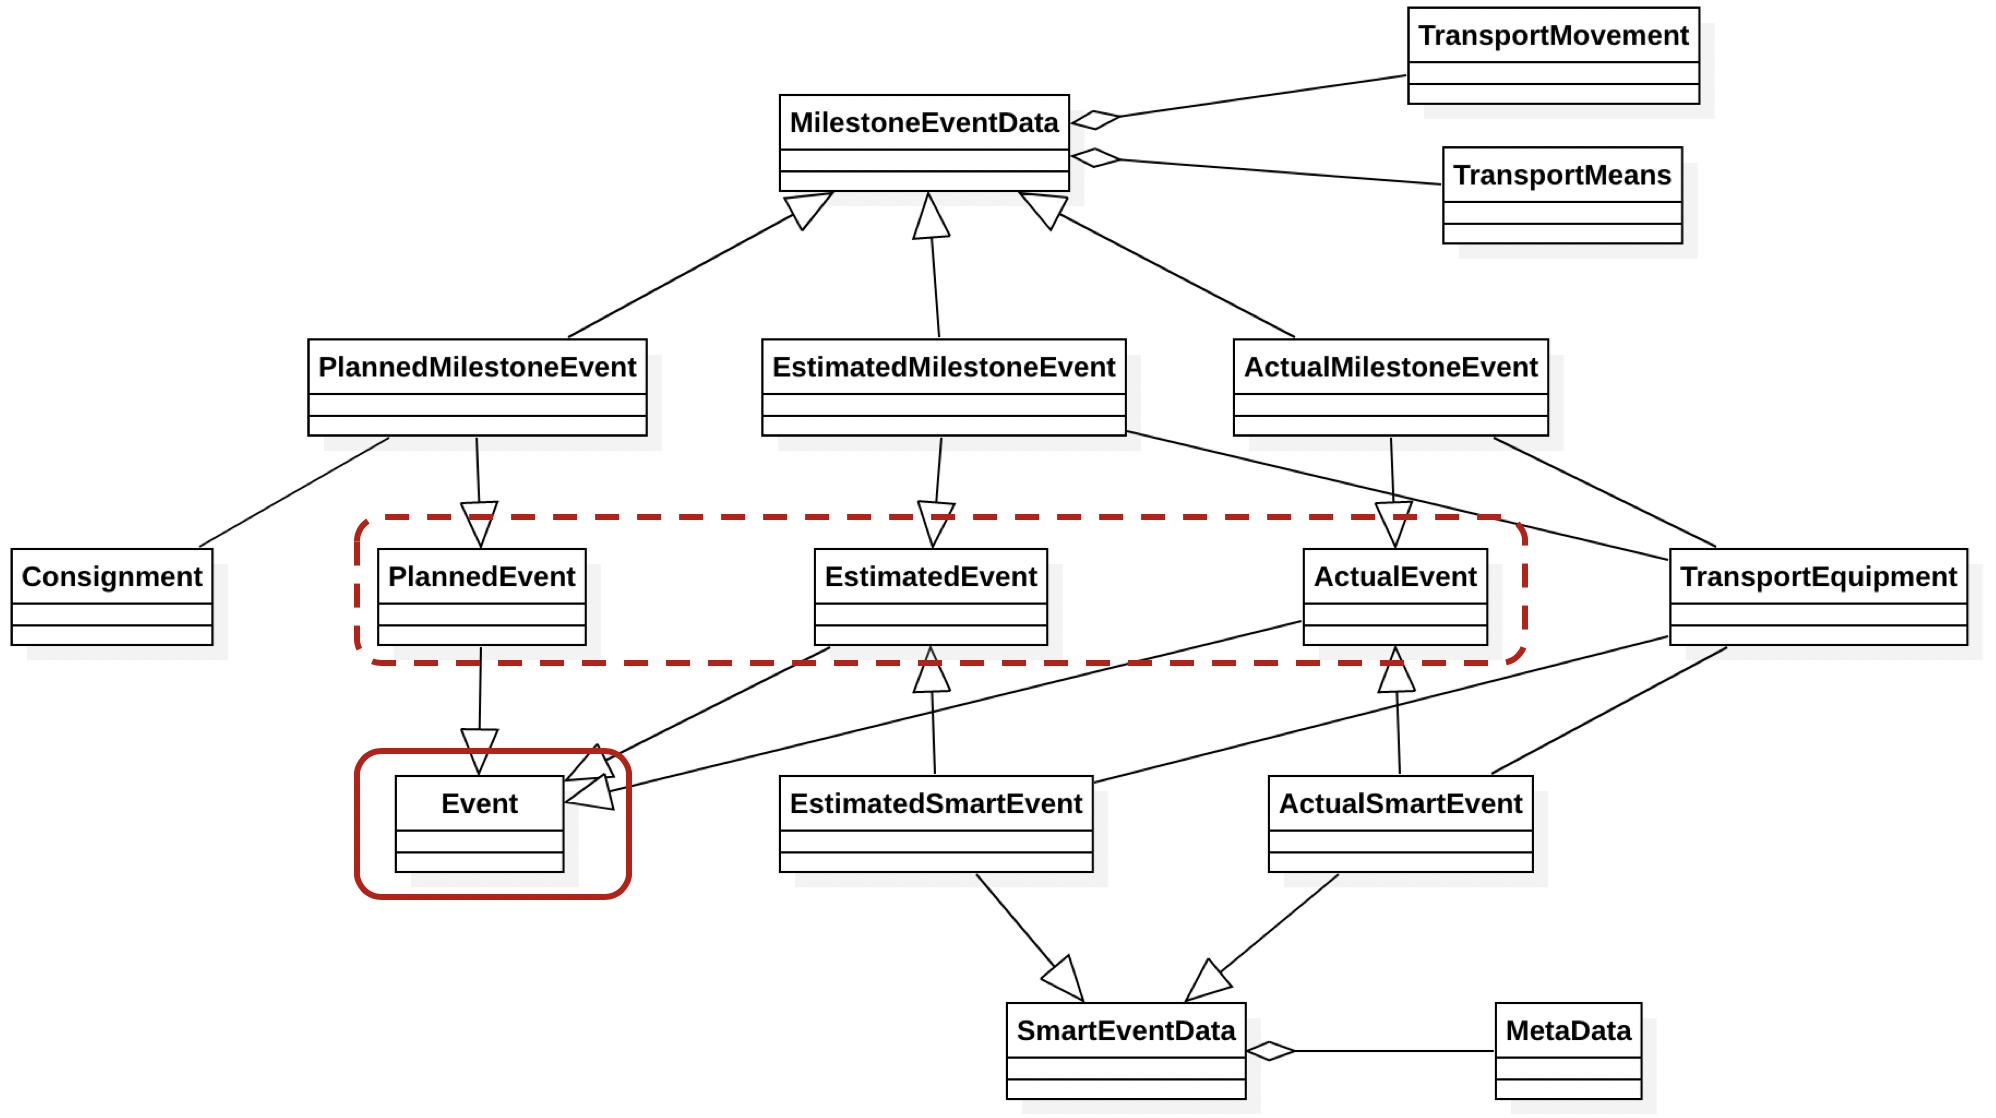 TransportMovement
MilestoneEventData
TransportMeans
PlannedMilestoneEvent
EstimatedMilestoneEvent
ActualMilestoneEvent
Consignment
PlannedEvent
EstimatedEvent
ActualEvent
TransportEquipment
Event
EstimatedSmartEvent
ActualSmartEvent
SmartEventData
MetaData